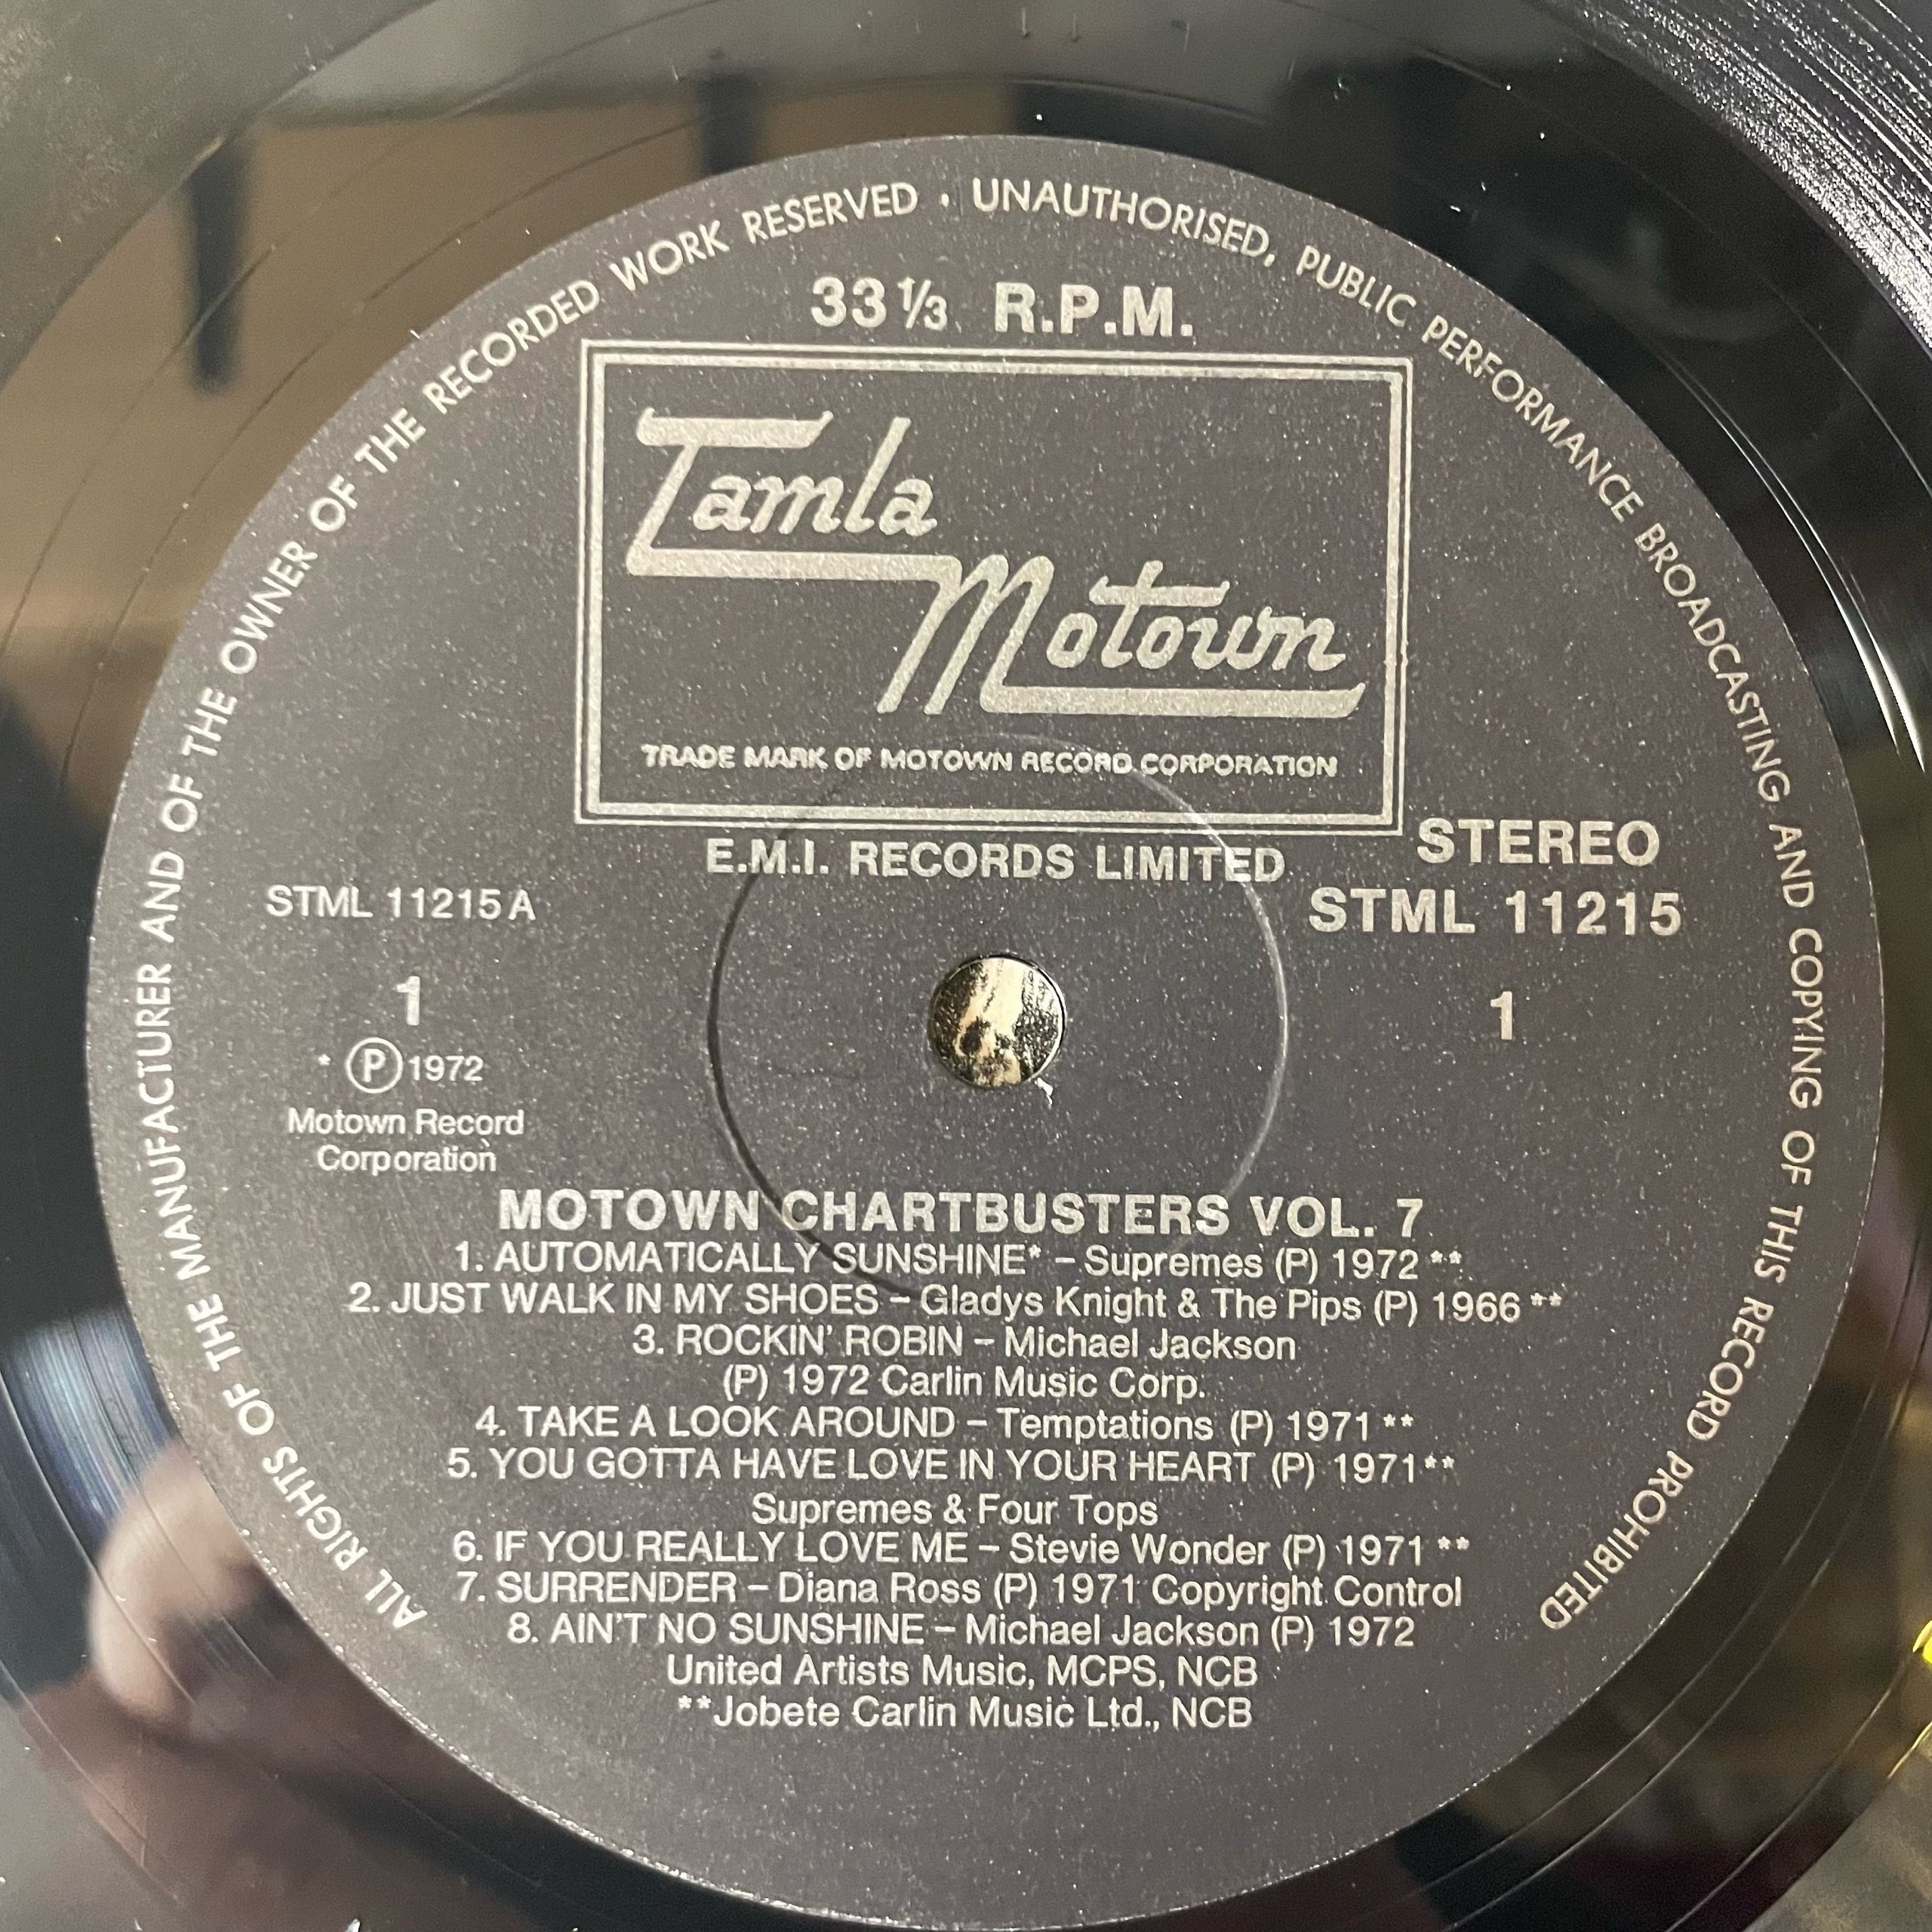 ALL RIGHTS OF THE MANUFACTURER AND OF THE OWNER OF THE RECORDED WORK RESERVED · UNAUTHORISED, PUBLIC PERFORMANCE BROADCASTING AND COPYING OF THIS RECORD PROHIBITED
33⅓ R.P.M.
Tamla
Motown
TRADE MARK OF MOTOWN RECORD CORPORATION
E.M.I. RECORDS LIMITED
STEREO
STML 11215
STML 11215 A
1
1
* Ⓟ 1972
Motown Record
Corporation
MOTOWN CHARTBUSTERS VOL. 7
1. AUTOMATICALLY SUNSHINE* – Supremes (P) 1972 **
2. JUST WALK IN MY SHOES – Gladys Knight & The Pips (P) 1966 **
3. ROCKIN' ROBIN – Michael Jackson
(P) 1972 Carlin Music Corp.
4. TAKE A LOOK AROUND – Temptations (P) 1971 **
5. YOU GOTTA HAVE LOVE IN YOUR HEART (P) 1971**
Supremes & Four Tops
6. IF YOU REALLY LOVE ME – Stevie Wonder (P) 1971 **
7. SURRENDER – Diana Ross (P) 1971 Copyright Control
8. AIN'T NO SUNSHINE – Michael Jackson (P) 1972
United Artists Music, MCPS, NCB
**Jobete Carlin Music Ltd., NCB